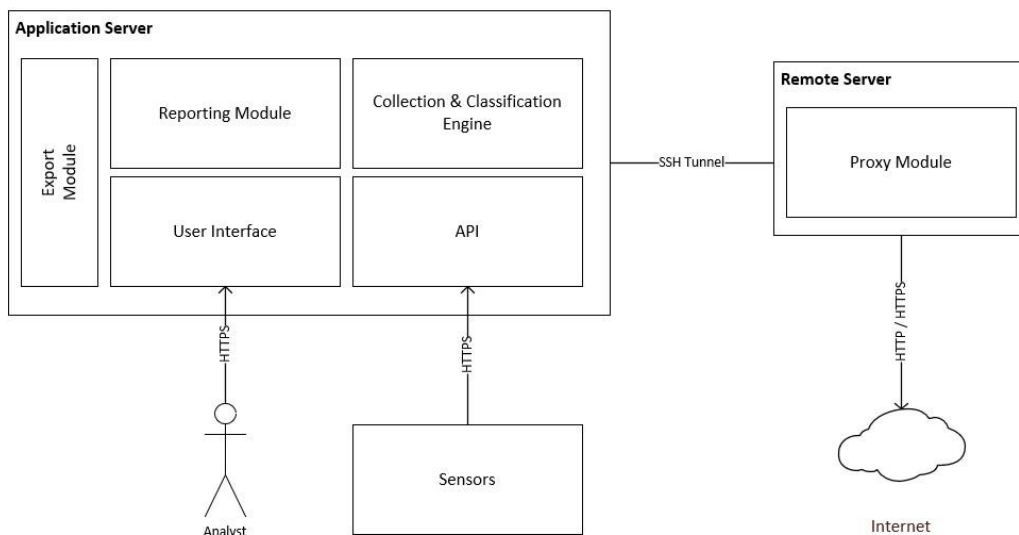 Application Server
Export
Module
Reporting Module
Collection & Classification
Engine
User Interface
API
SSH Tunnel
Remote Server
Proxy Module
HTTPS
HTTPS
HTTP / HTTPS
Analyst
Sensors
Internet